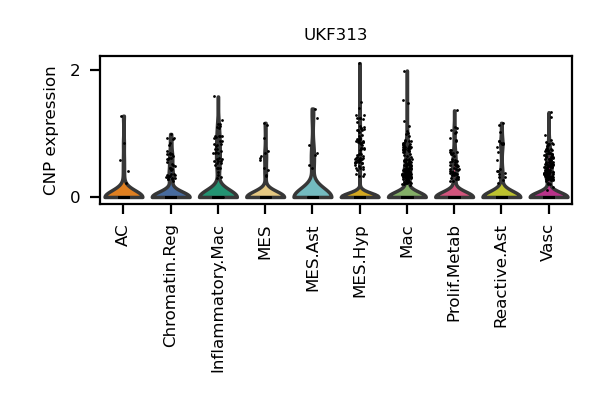 UKF313
CNP expression
2
0
AC
Chromatin.Reg
Inflammatory.Mac
MES
MES.Ast
MES.Hyp
Mac
Prolif.Metab
Reactive.Ast
Vasc